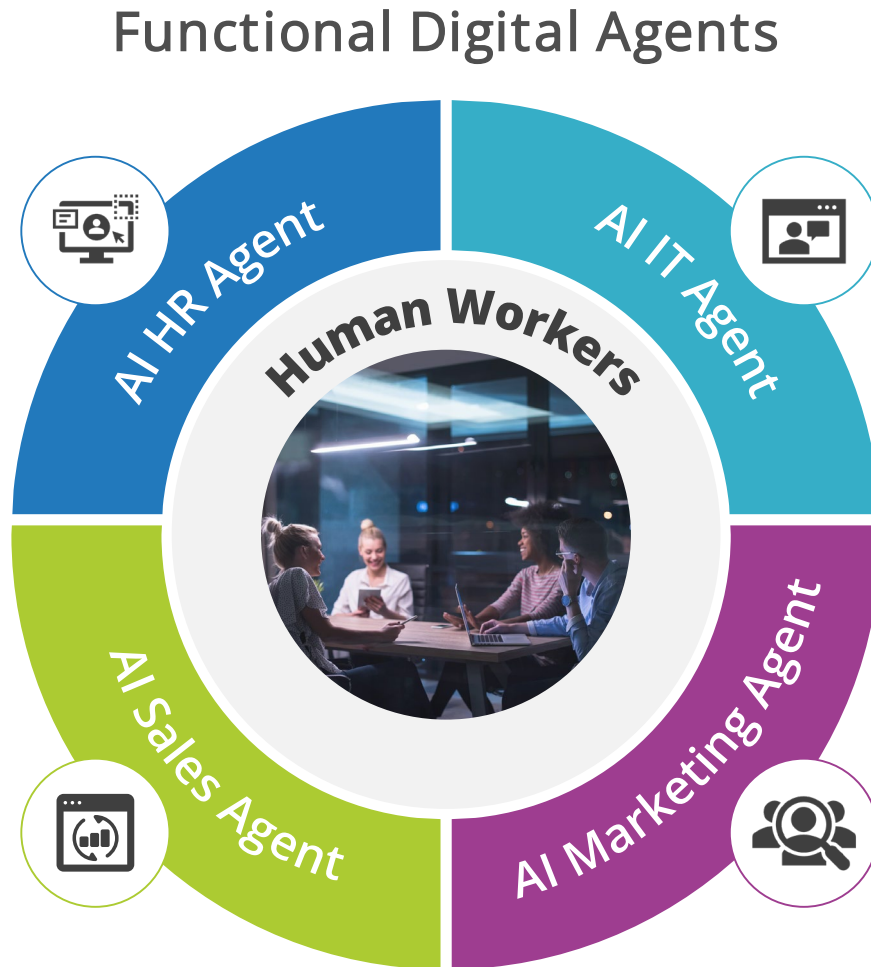 Functional Digital Agents
AI HR Agent
AI IT Agent
Human Workers
AI Sales Agent
AI Marketing Agent